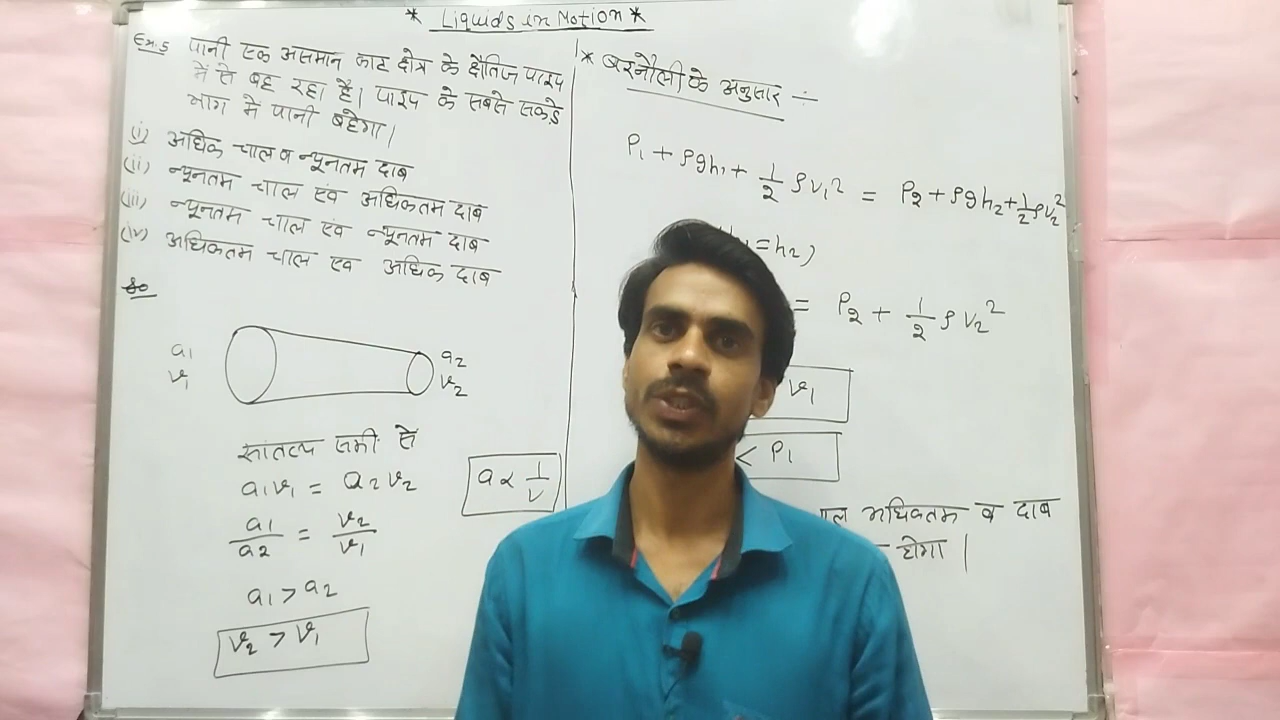 * Liquids in Motion *
Ex.5 पानी एक असमान काट क्षेत्र के क्षैतिज पाइप
में से बह रहा है। पाइप के सबसे सकड़े
भाग में पानी बहेगा।
(i) अधिक चाल व न्यूनतम दाब
(ii) न्यूनतम चाल एवं अधिकतम दाब
(iii) न्यूनतम चाल एवं न्यूनतम दाब
(iv) अधिकतम चाल एव अधिक दाब
a1
v1
a2
v2
सांतत्य समी से
a1v1 = a2v2
a1/a2 = v2/v1
a1 > a2
v2 > v1
a ∝ 1/v
* बरनौली के अनुसार ÷
P1 + ρgh1 + 1/2 ρv1² = P2 + ρgh2 + 1/2 ρv2²
=h2)
= P2 + 1/2 ρv2²
v1
< P1
अधिकतम व दाब
होगा।